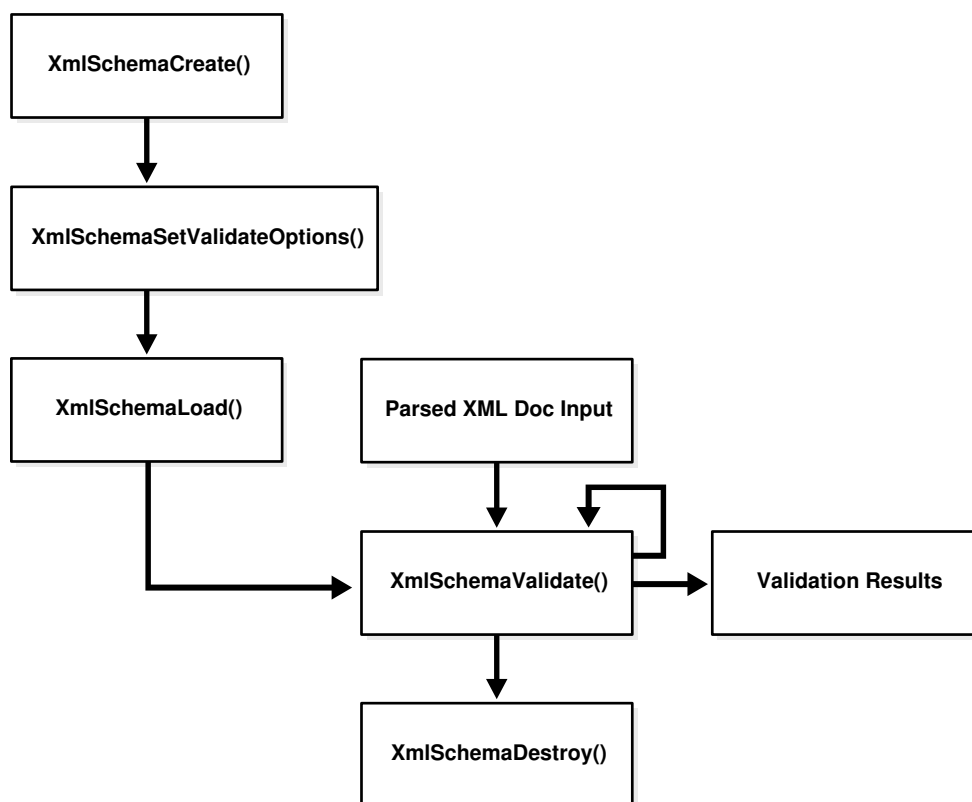 XmlSchemaCreate()
XmlSchemaSetValidateOptions()
XmlSchemaLoad()
Parsed XML Doc Input
XmlSchemaValidate()
Validation Results
XmlSchemaDestroy()